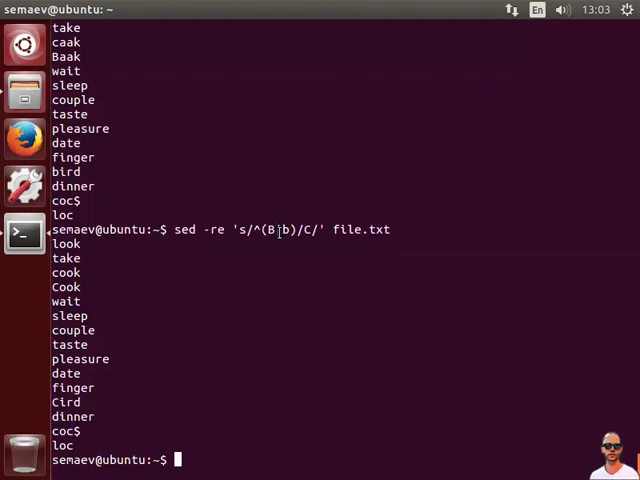 semaev@ubuntu: ~
En
13:03
take
caak
Baak
wait
sleep
couple
taste
pleasure
date
finger
bird
dinner
coc$
loc
semaev@ubuntu:~$ sed -re 's/^(B|b)/C/' file.txt
look
take
cook
Cook
wait
sleep
couple
taste
pleasure
date
finger
Cird
dinner
coc$
loc
semaev@ubuntu:~$